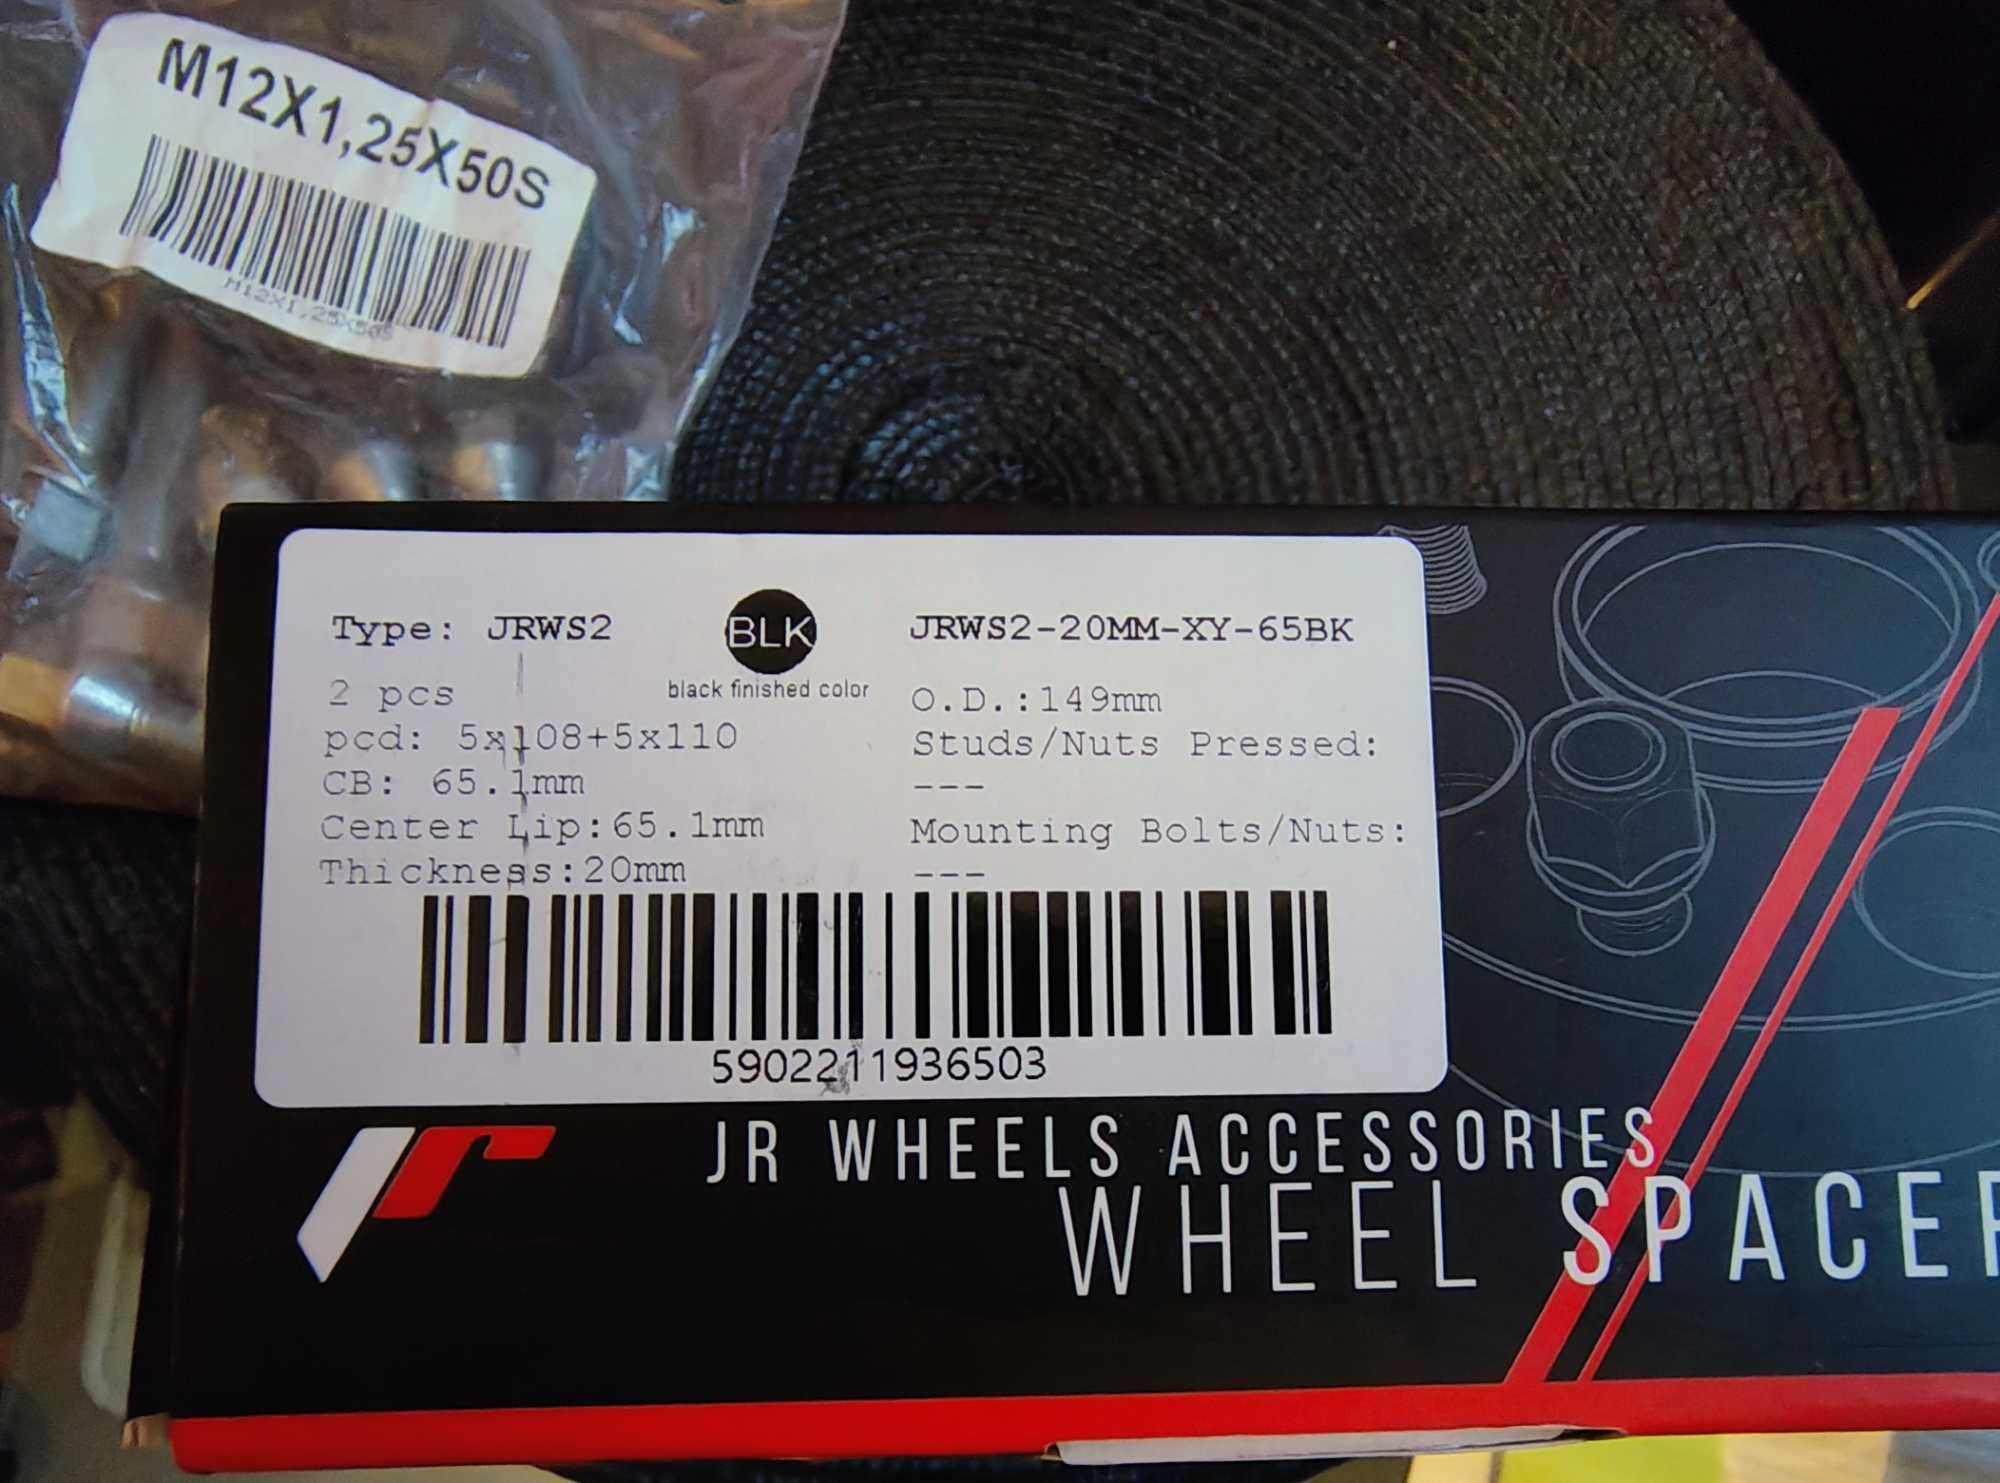 M12X1,25X50S
M12X1,25X50S
Type: JRWS2
BLK
black finished color
JRWS2-20MM-XY-65BK
2 pcs
pcd: 5x108+5x110
CB: 65.1mm
Center Lip:65.1mm
Thickness:20mm
O.D.:149mm
Studs/Nuts Pressed:
---
Mounting Bolts/Nuts:
---
5902211936503
jr
JR WHEELS ACCESSORIES
WHEEL SPACER